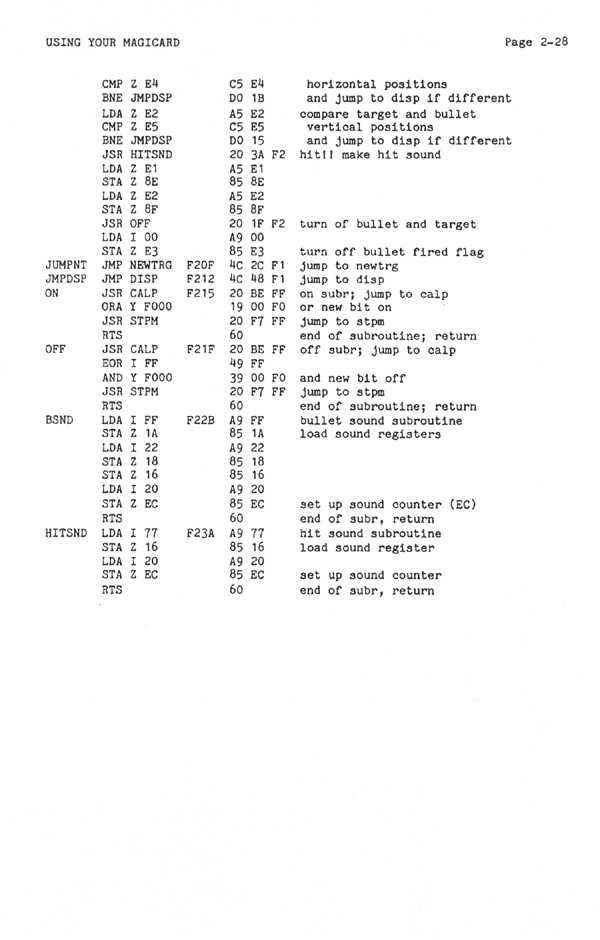 USING YOUR MAGICARD Page 2-28
CMP Z E4 C5 E4 horizontal positions
BNE JMPDSP D0 1B and jump to disp if different
LDA Z E2 A5 E2 compare target and bullet
CMP Z E5 C5 E5 vertical positions
BNE JMPDSP D0 15 and jump to disp if different
JSR HITSND 20 3A F2 hit!! make hit sound
LDA Z E1 A5 E1
STA Z 8E 85 8E
LDA Z E2 A5 E2
STA Z 8F 85 8F
JSR OFF 20 1F F2 turn of bullet and target
LDA I 00 A9 00
STA Z E3 85 E3 turn off bullet fired flag
JUMPNT JMP NEWTRG F20F 4C 2C F1 jump to newtrg
JMPDSP JMP DISP F212 4C 48 F1 jump to disp
ON JSR CALP F215 20 BE FF on subr; jump to calp
ORA Y F000 19 00 F0 or new bit on
JSR STPM 20 F7 FF jump to stpm
RTS 60 end of subroutine; return
OFF JSR CALP F21F 20 BE FF off subr; jump to calp
EOR I FF 49 FF
AND Y F000 39 00 F0 and new bit off
JSR STPM 20 F7 FF jump to stpm
RTS 60 end of subroutine; return
BSND LDA I FF F22B A9 FF bullet sound subroutine
STA Z 1A 85 1A load sound registers
LDA I 22 A9 22
STA Z 18 85 18
STA Z 16 85 16
LDA I 20 A9 20
STA Z EC 85 EC set up sound counter (EC)
RTS 60 end of subr, return
HITSND LDA I 77 F23A A9 77 hit sound subroutine
STA Z 16 85 16 load sound register
LDA I 20 A9 20
STA Z EC 85 EC set up sound counter
RTS 60 end of subr, return